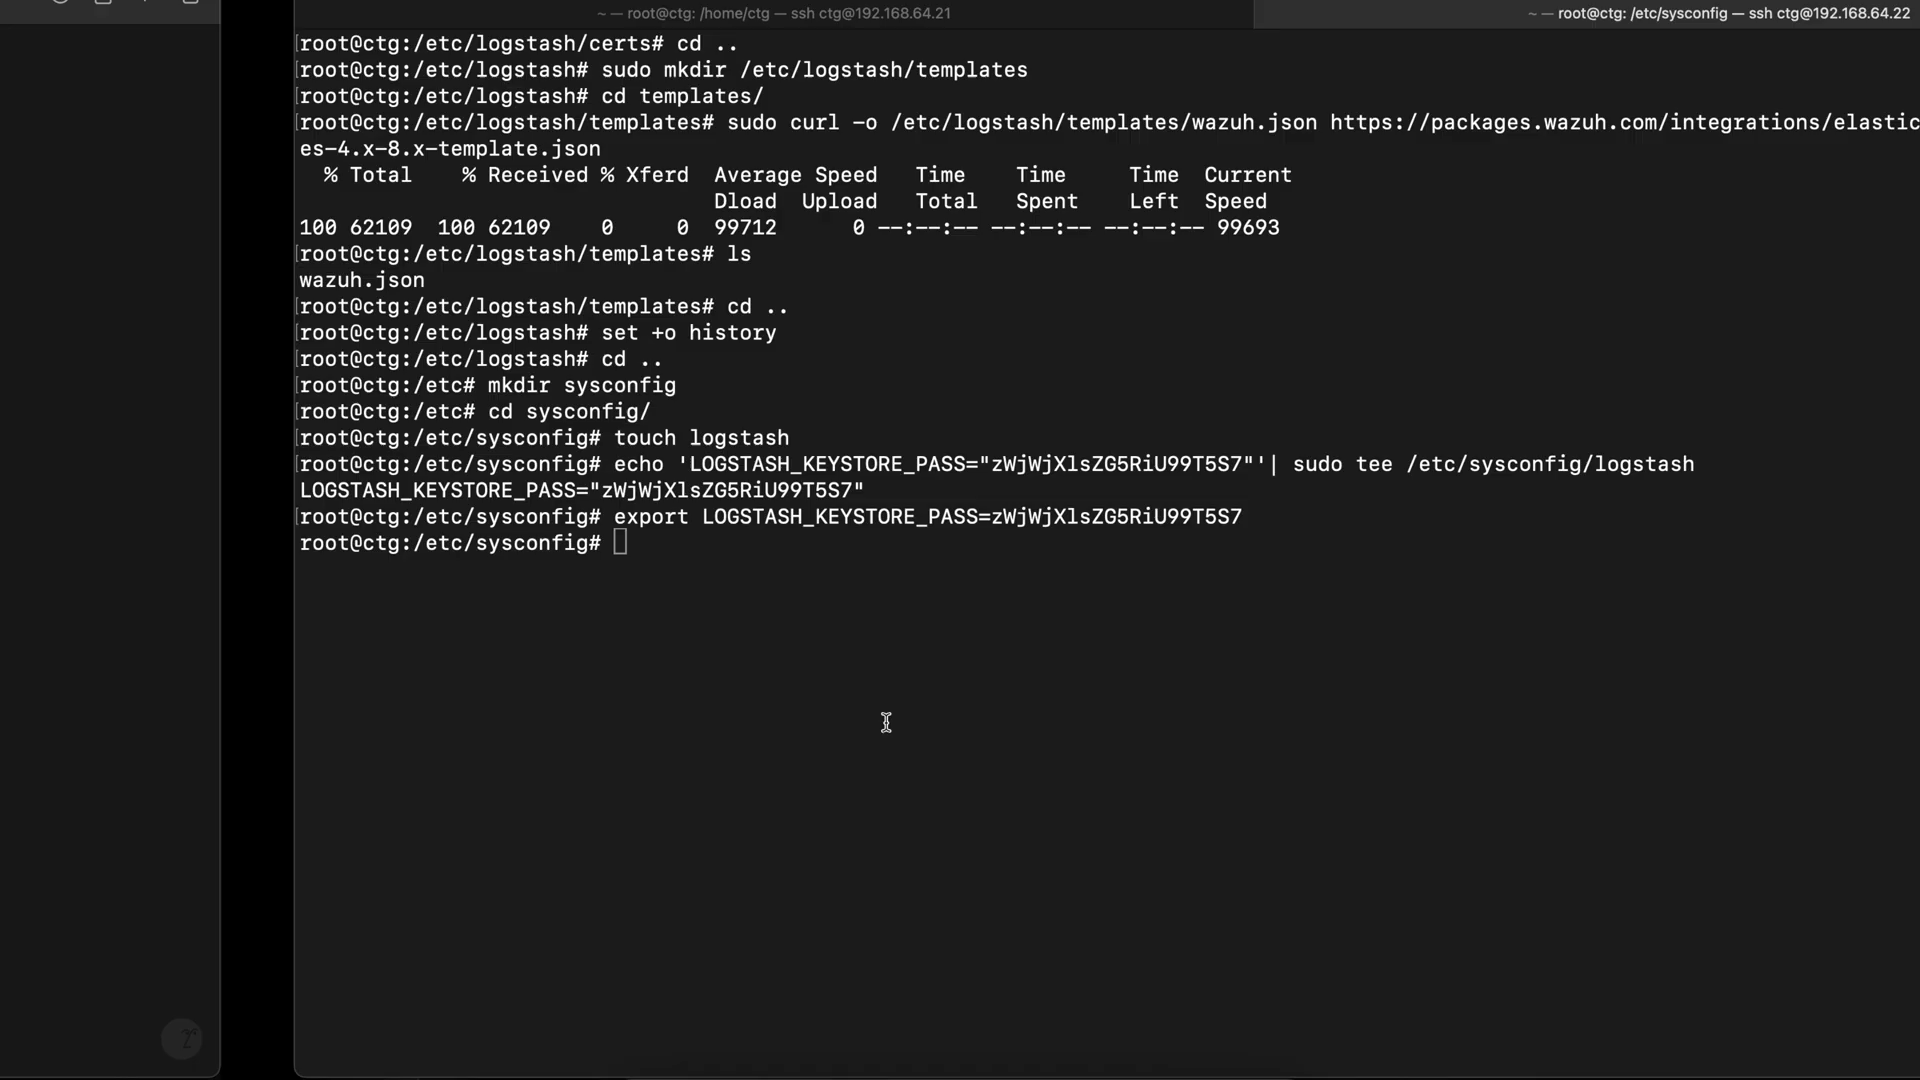 ~ — root@ctg: /home/ctg — ssh ctg@192.168.64.21
~ — root@ctg: /etc/sysconfig — ssh ctg@192.168.64.22
[root@ctg:/etc/logstash/certs# cd ..
[root@ctg:/etc/logstash# sudo mkdir /etc/logstash/templates
[root@ctg:/etc/logstash# cd templates/
[root@ctg:/etc/logstash/templates# sudo curl -o /etc/logstash/templates/wazuh.json https://packages.wazuh.com/integrations/elastic
es-4.x-8.x-template.json
% Total % Received % Xferd Average Speed Time Time Time Current
Dload Upload Total Spent Left Speed
100 62109 100 62109 0 0 99712 0 --:--:-- --:--:-- --:--:-- 99693
[root@ctg:/etc/logstash/templates# ls
wazuh.json
[root@ctg:/etc/logstash/templates# cd ..
[root@ctg:/etc/logstash# set +o history
[root@ctg:/etc/logstash# cd ..
[root@ctg:/etc# mkdir sysconfig
[root@ctg:/etc# cd sysconfig/
[root@ctg:/etc/sysconfig# touch logstash
[root@ctg:/etc/sysconfig# echo 'LOGSTASH_KEYSTORE_PASS="zWjWjXlsZG5RiU99T5S7"'| sudo tee /etc/sysconfig/logstash
LOGSTASH_KEYSTORE_PASS="zWjWjXlsZG5RiU99T5S7"
[root@ctg:/etc/sysconfig# export LOGSTASH_KEYSTORE_PASS=zWjWjXlsZG5RiU99T5S7
root@ctg:/etc/sysconfig#